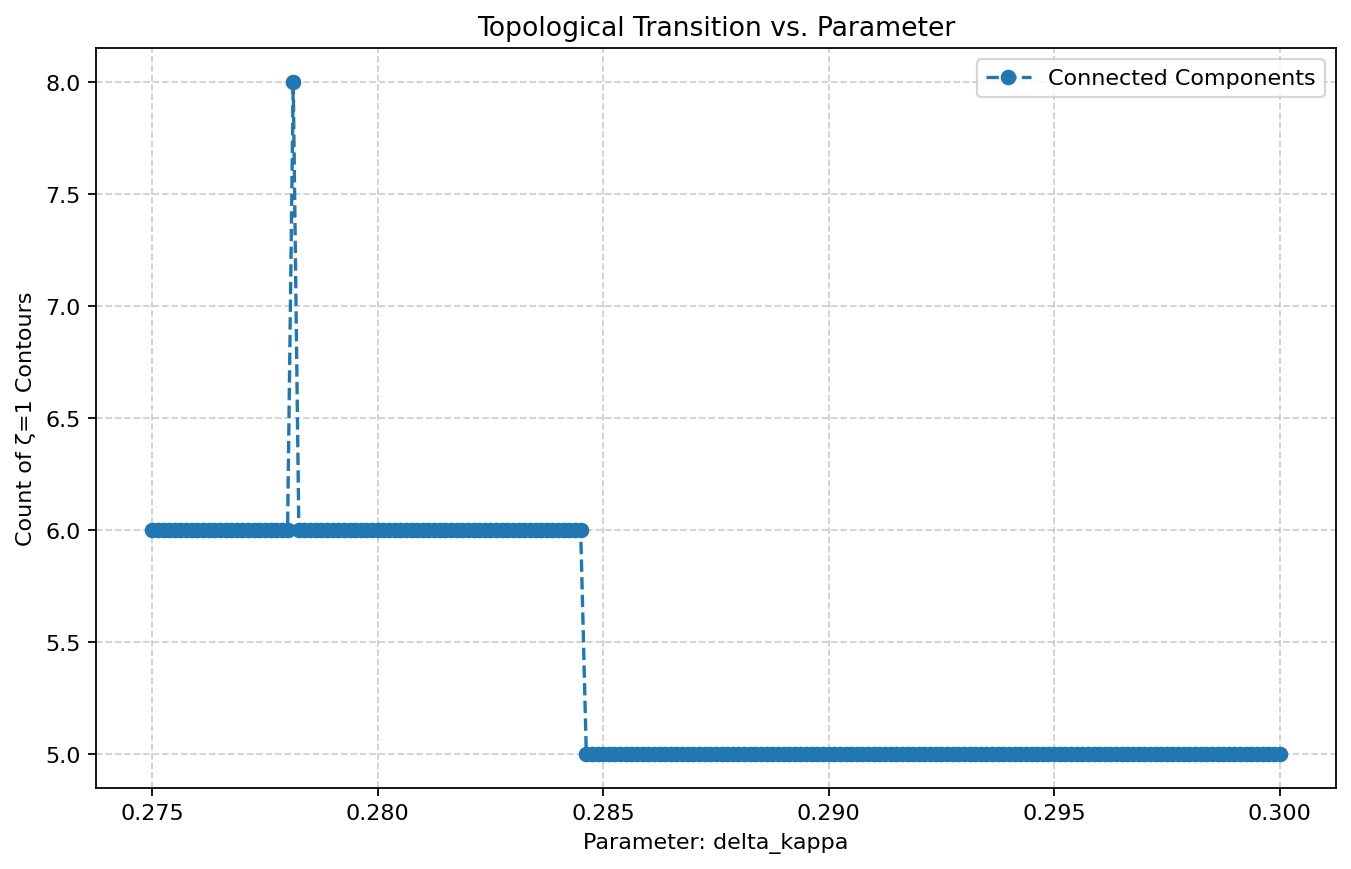 Topological Transition vs. Parameter
Connected Components
Count of ζ=1 Contours
8.0
7.5
7.0
6.5
6.0
5.5
5.0
0.275 0.280 0.285 0.290 0.295 0.300
Parameter: delta_kappa